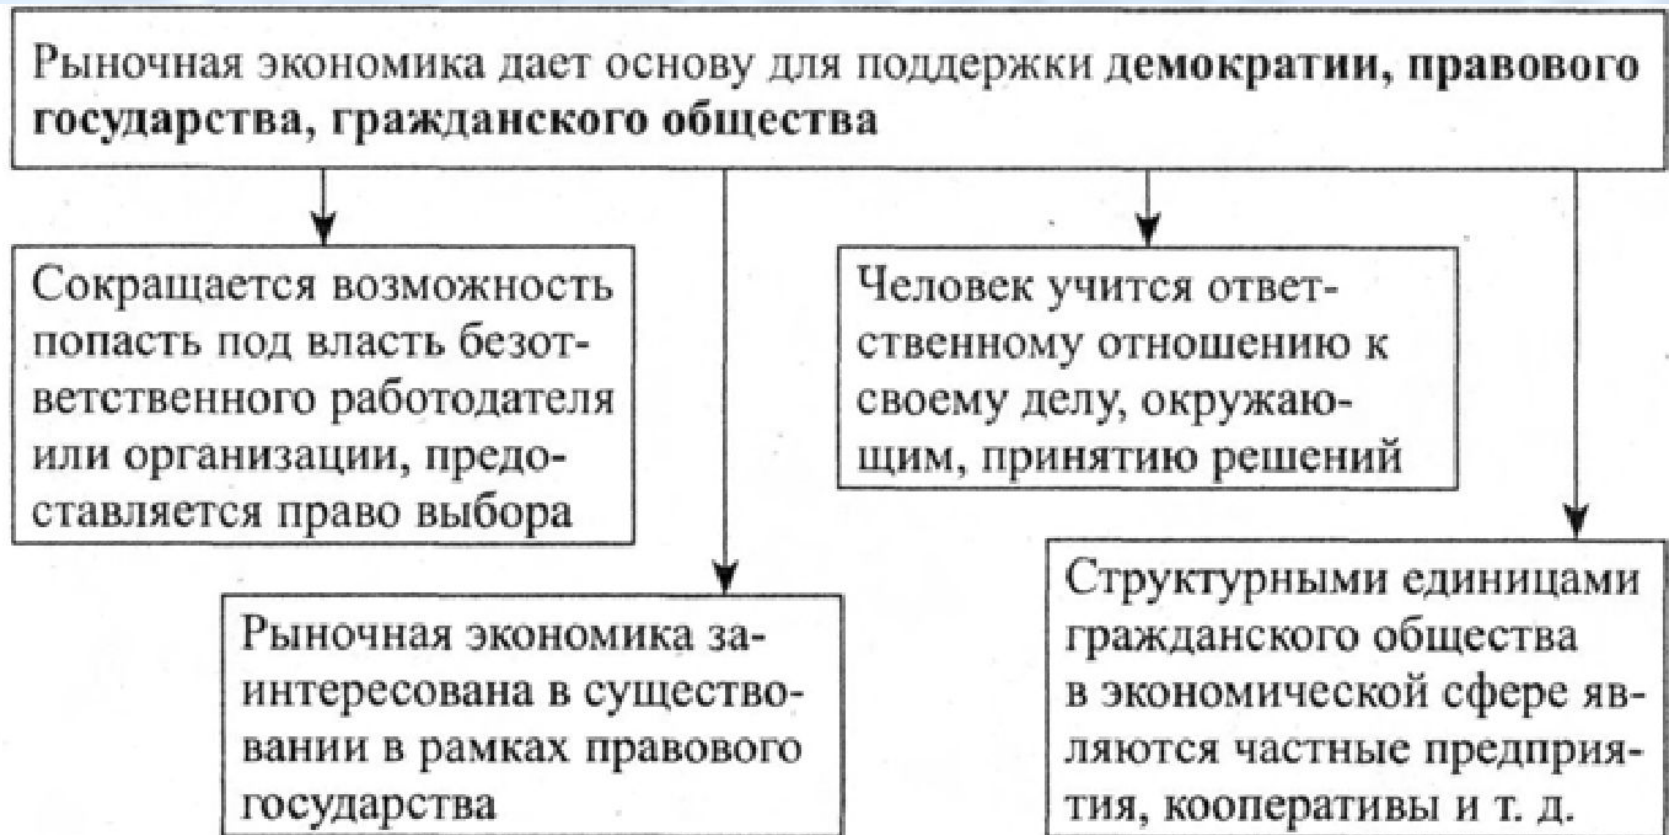 Рыночная экономика дает основу для поддержки демократии, правового
государства, гражданского общества
Сокращается возможность
попасть под власть безот-
ветственного работодателя
или организации, предо-
ставляется право выбора
Человек учится ответ-
ственному отношению к
своему делу, окружаю-
щим, принятию решений
Рыночная экономика за-
интересована в существо-
вании в рамках правового
государства
Структурными единицами
гражданского общества
в экономической сфере яв-
ляются частные предприя-
тия, кооперативы и т. д.